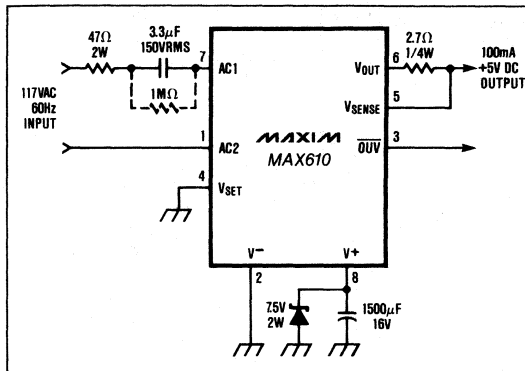 47Ω
2W
3.3µF
150VRMS
7
AC1
1MΩ
117VAC
60Hz
INPUT
1
AC2
4
VSET
MAXIM
MAX610
VOUT
6
2.7Ω
1/4W
100mA
+5V DC
OUTPUT
VSENSE
5
OUV
3
V-
2
V+
8
7.5V
2W
1500µF
16V